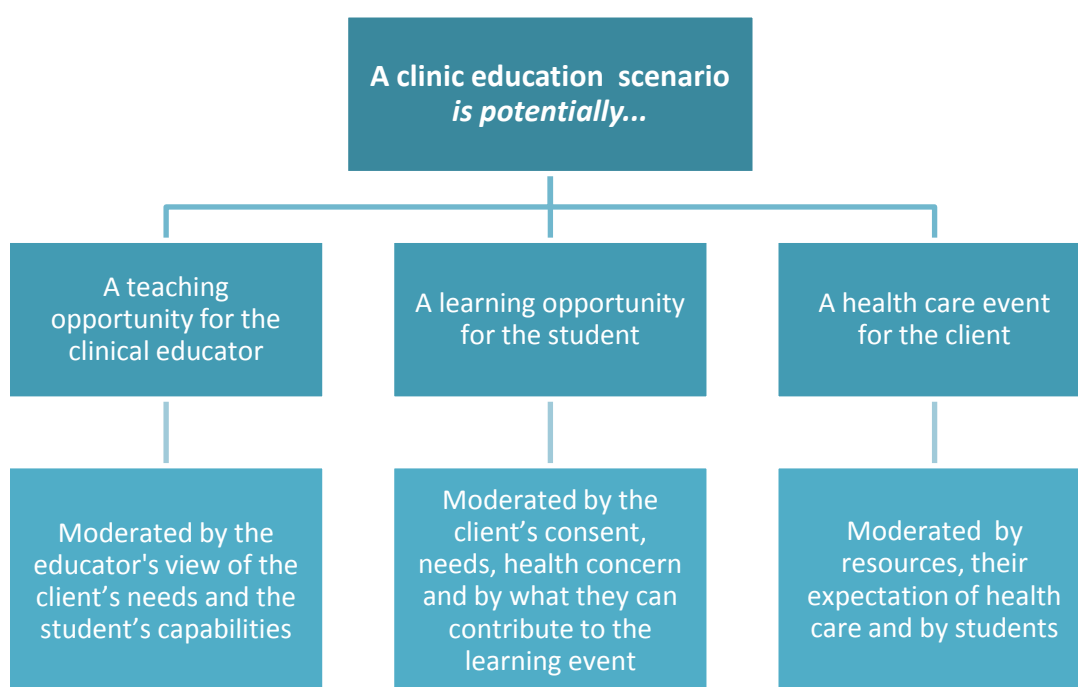 A clinic education scenario
is potentially...
A teaching
opportunity for the
clinical educator
A learning opportunity
for the student
A health care event
for the client
Moderated by the
educator's view of the
client’s needs and the
student’s capabilities
Moderated by the
client’s consent,
needs, health concern
and by what they can
contribute to the
learning event
Moderated by
resources, their
expectation of health
care and by students